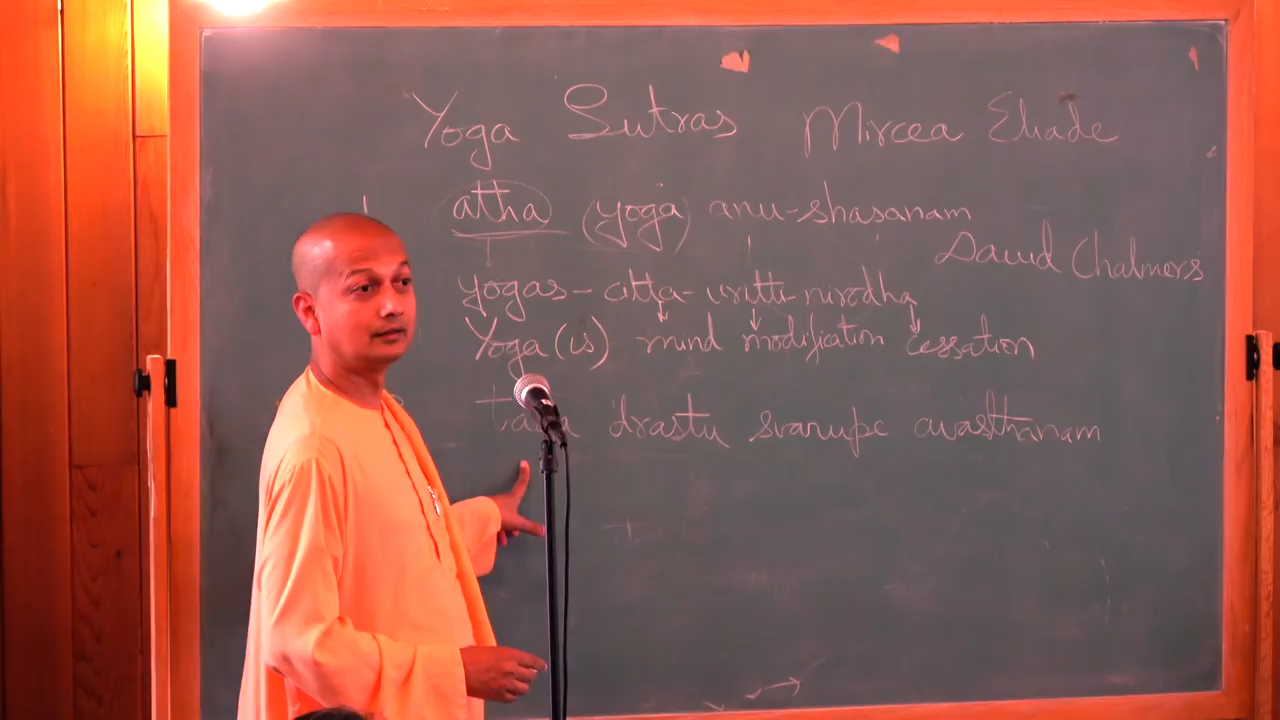 Yoga Sutras Mircea Eliade
1 atha (yoga) anu-shasanam
David Chalmers
yogas-citta-vritti-nirodha
Yoga (is) mind modification cessation
drastu svarupe avasthanam